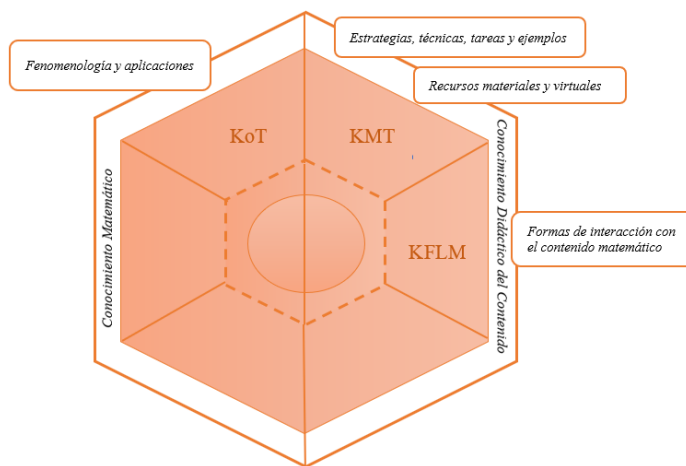 Estrategias, técnicas, tareas y ejemplos
Fenomenología y aplicaciones
Recursos materiales y virtuales
KoT
KMT
Conocimiento Matemático
Conocimiento Didáctico del Contenido
Formas de interacción con
el contenido matemático
KFLM